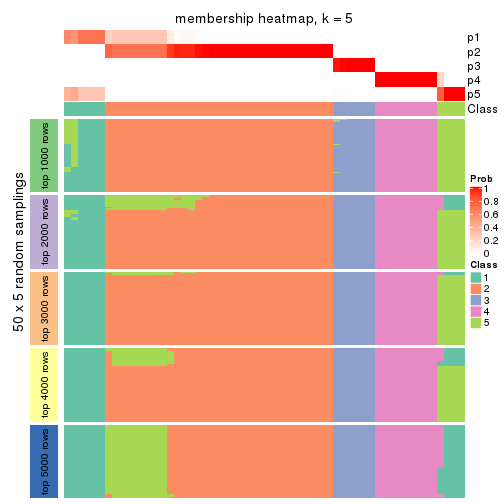 membership heatmap, k = 5
p1
p2
p3
p4
p5
Class
50 x 5 random samplings
top 1000 rows
top 2000 rows
top 3000 rows
top 4000 rows
top 5000 rows
Prob
1
0.8
0.6
0.4
0.2
0
Class
1
2
3
4
5